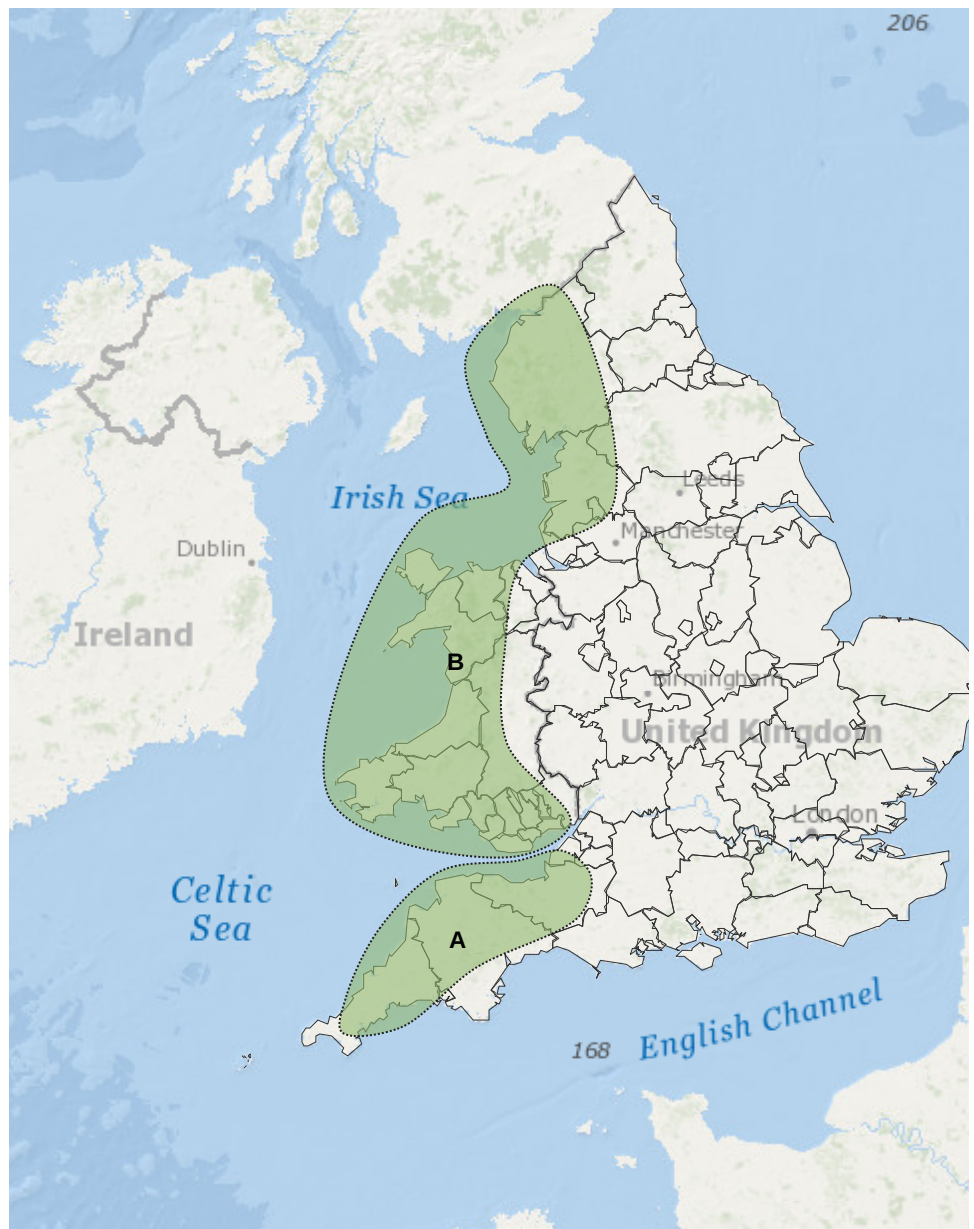 206
Leeds
Irish Sea
Manchester
Dublin
Ireland
B
Birmingham
United Kingdom
London
Celtic
Sea
A
English Channel
168